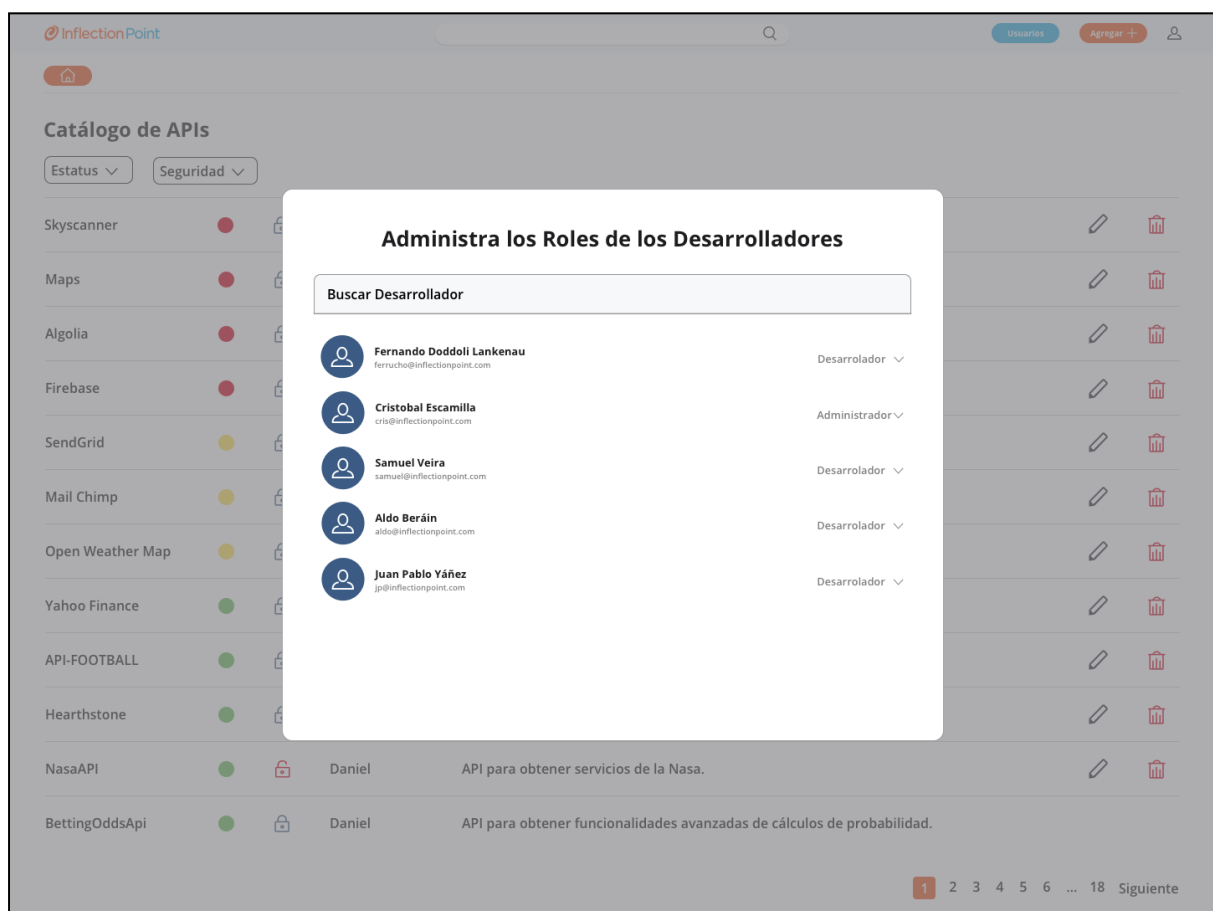 InflectionPoint
Usuarios
Agregar
Catálogo de APIs
Estatus
Seguridad
Skyscanner
Administra los Roles de los Desarrolladores
Maps
Buscar Desarrollador
Algolia
Fernando Doddoli Lankenau
ferrucho@inflectionpoint.com
Desarrolador
Firebase
Cristobal Escamilla
cris@inflectionpoint.com
Administrador
SendGrid
Samuel Veira
samuel@inflectionpoint.com
Desarrolador
Mail Chimp
Aldo Beráin
aldo@inflectionpoint.com
Desarrolador
Open Weather Map
Juan Pablo Yáñez
jp@inflectionpoint.com
Desarrolador
Yahoo Finance
API-FOOTBALL
Hearthstone
NasaAPI Daniel API para obtener servicios de la Nasa.
BettingOddsApi Daniel API para obtener funcionalidades avanzadas de cálculos de probabilidad.
1 2 3 4 5 6 ... 18 Siguiente